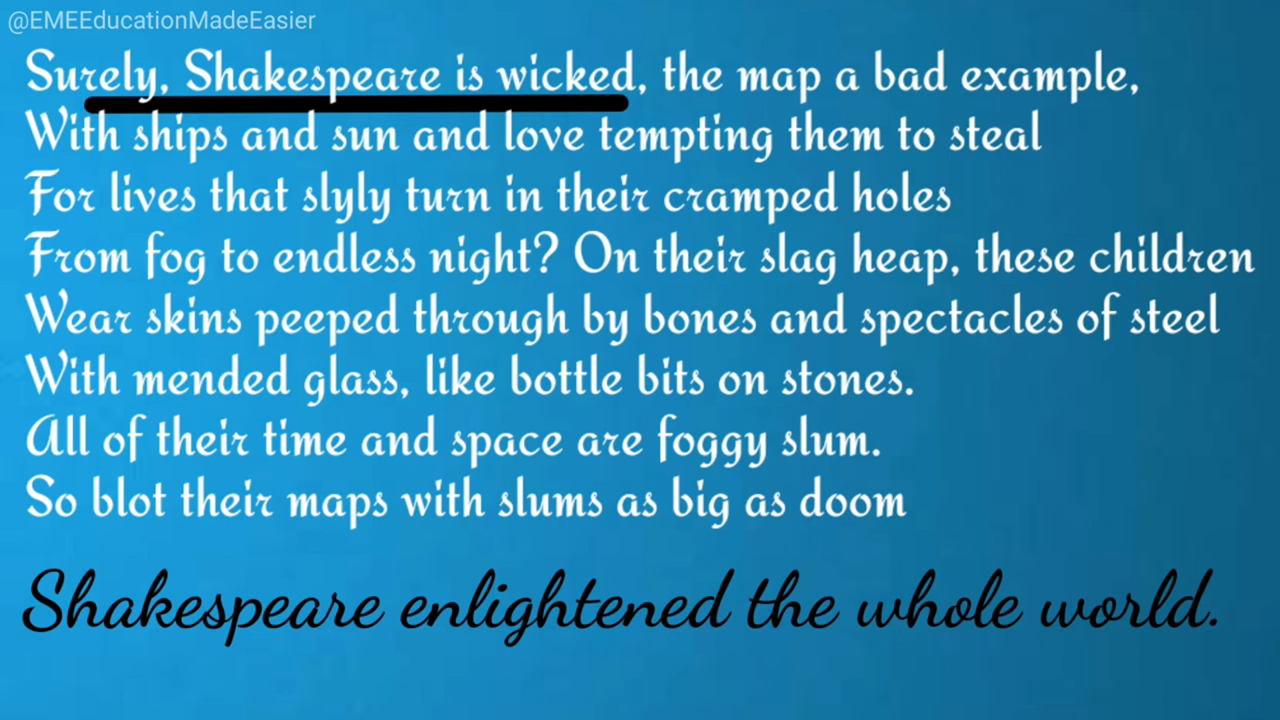 @EMEEducationMadeEasier
Surely, Shakespeare is wicked, the map a bad example,
With ships and sun and love tempting them to steal
For lives that slyly turn in their cramped holes
From fog to endless night? On their slag heap, these children
Wear skins peeped through by bones and spectacles of steel
With mended glass, like bottle bits on stones.
All of their time and space are foggy slum.
So blot their maps with slums as big as doom
Shakespeare enlightened the whole world.